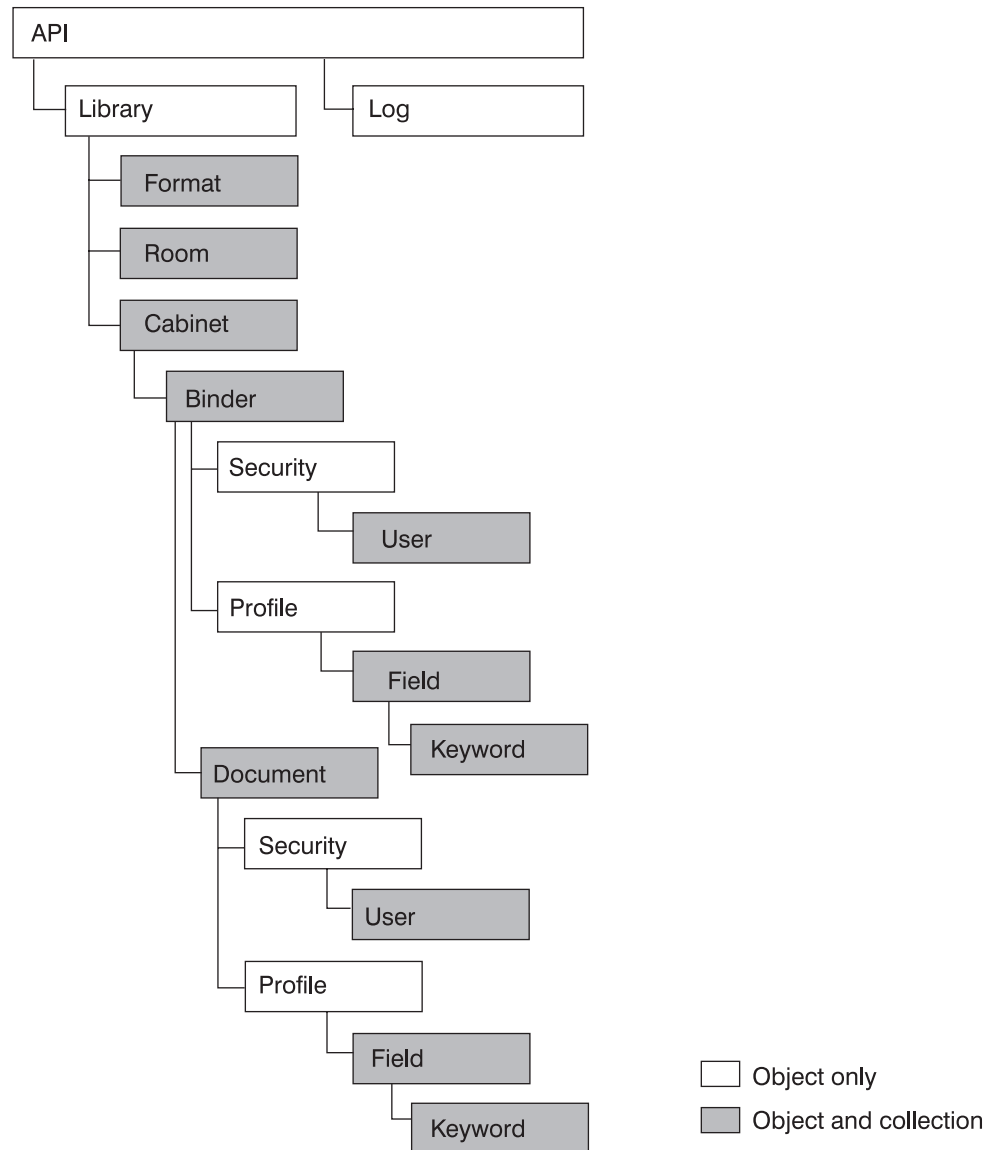 API
Library
Log
Format
Room
Cabinet
Binder
Security
User
Profile
Field
Keyword
Document
Security
User
Profile
Field
Keyword
Object only
Object and collection